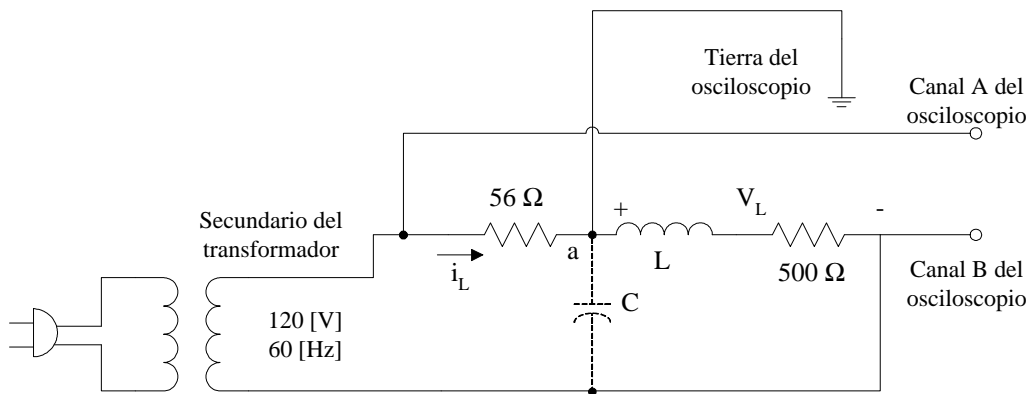 Tierra del
osciloscopio
Canal A del
osciloscopio
56 Ω
+
V_L
-
Secundario del
transformador
a
i_L
L
500 Ω
Canal B del
osciloscopio
C
120 [V]
60 [Hz]